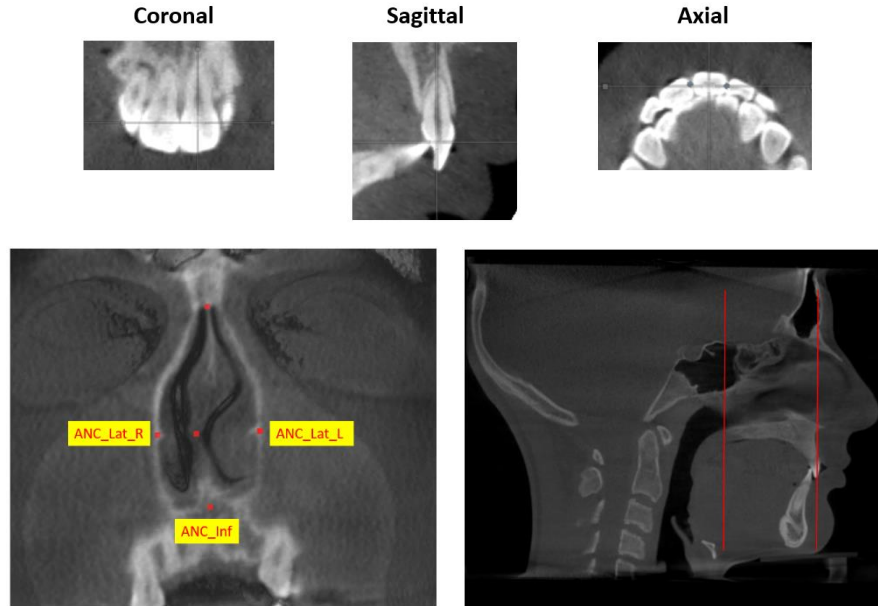 Coronal
Sagittal
Axial
ANC_Lat_R
ANC_Lat_L
ANC_Inf